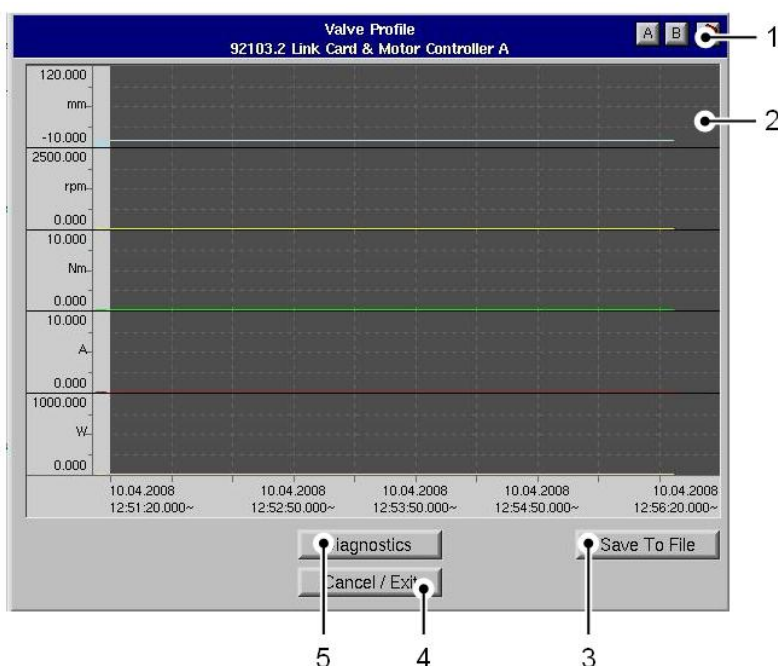 Valve Profile
92103.2 Link Card & Motor Controller A
A B
1
120.000
mm
-10.000
2
2500.000
rpm
0.000
10.000
Nm
0.000
10.000
A
0.000
1000.000
W
0.000
10.04.2008 10.04.2008 10.04.2008 10.04.2008 10.04.2008
12:51:20.000~ 12:52:50.000~ 12:53:50.000~ 12:54:50.000~ 12:56:20.000~
iagnostics Save To File
Cancel / Exit
5 4 3